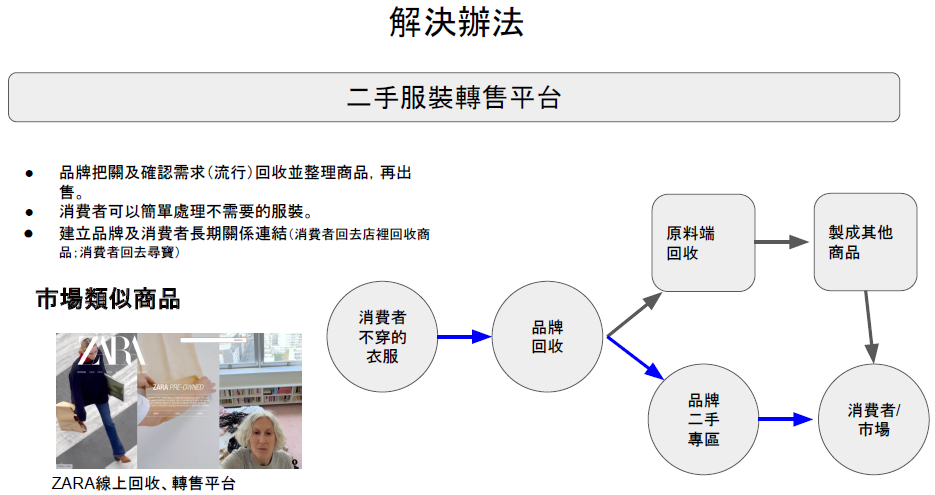 解決辦法
二手服裝轉售平台
● 品牌把關及確認需求(流行)回收並整理商品, 再出
售。
● 消費者可以簡單處理不需要的服裝。
● 建立品牌及消費者長期關係連結(消費者回去店裡回收商
品;消費者回去尋寶)
市場類似商品
ZARA
ZARA PRE-OWNED
ZARA線上回收、轉售平台
消費者
不穿的
衣服
品牌
回收
原料端
回收
製成其他
商品
品牌
二手
專區
消費者/
市場